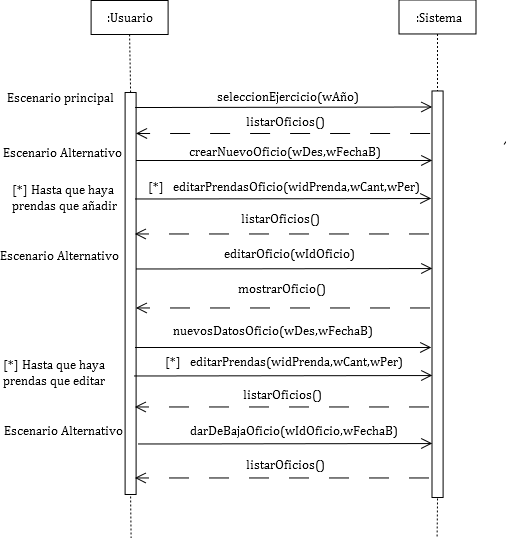 :Usuario
:Sistema
Escenario principal
seleccionEjercicio(wAño)
listarOficios()
Escenario Alternativo
crearNuevoOficio(wDes,wFechaB)
[*] Hasta que haya
prendas que añadir
[*] editarPrendasOficio(widPrenda,wCant,wPer)
listarOficios()
Escenario Alternativo
editarOficio(wIdOficio)
mostrarOficio()
nuevosDatosOficio(wDes,wFechaB)
[*] Hasta que haya
prendas que editar
[*] editarPrendas(widPrenda,wCant,wPer)
listarOficios()
Escenario Alternativo
darDeBajaOficio(wIdOficio,wFechaB)
listarOficios()